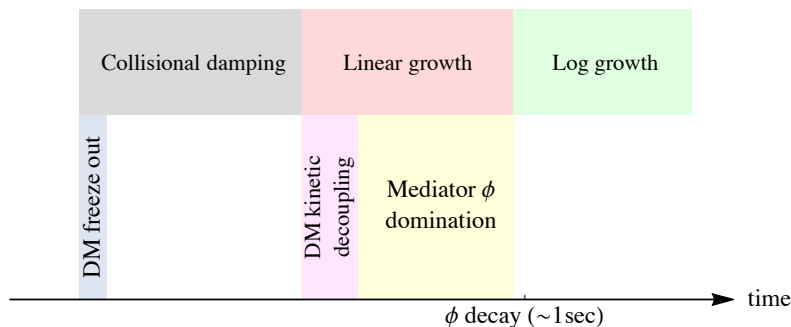 Collisional damping
Linear growth
Log growth
DM freeze out
DM kinetic
decoupling
Mediator ϕ
domination
time
ϕ decay (~1sec)